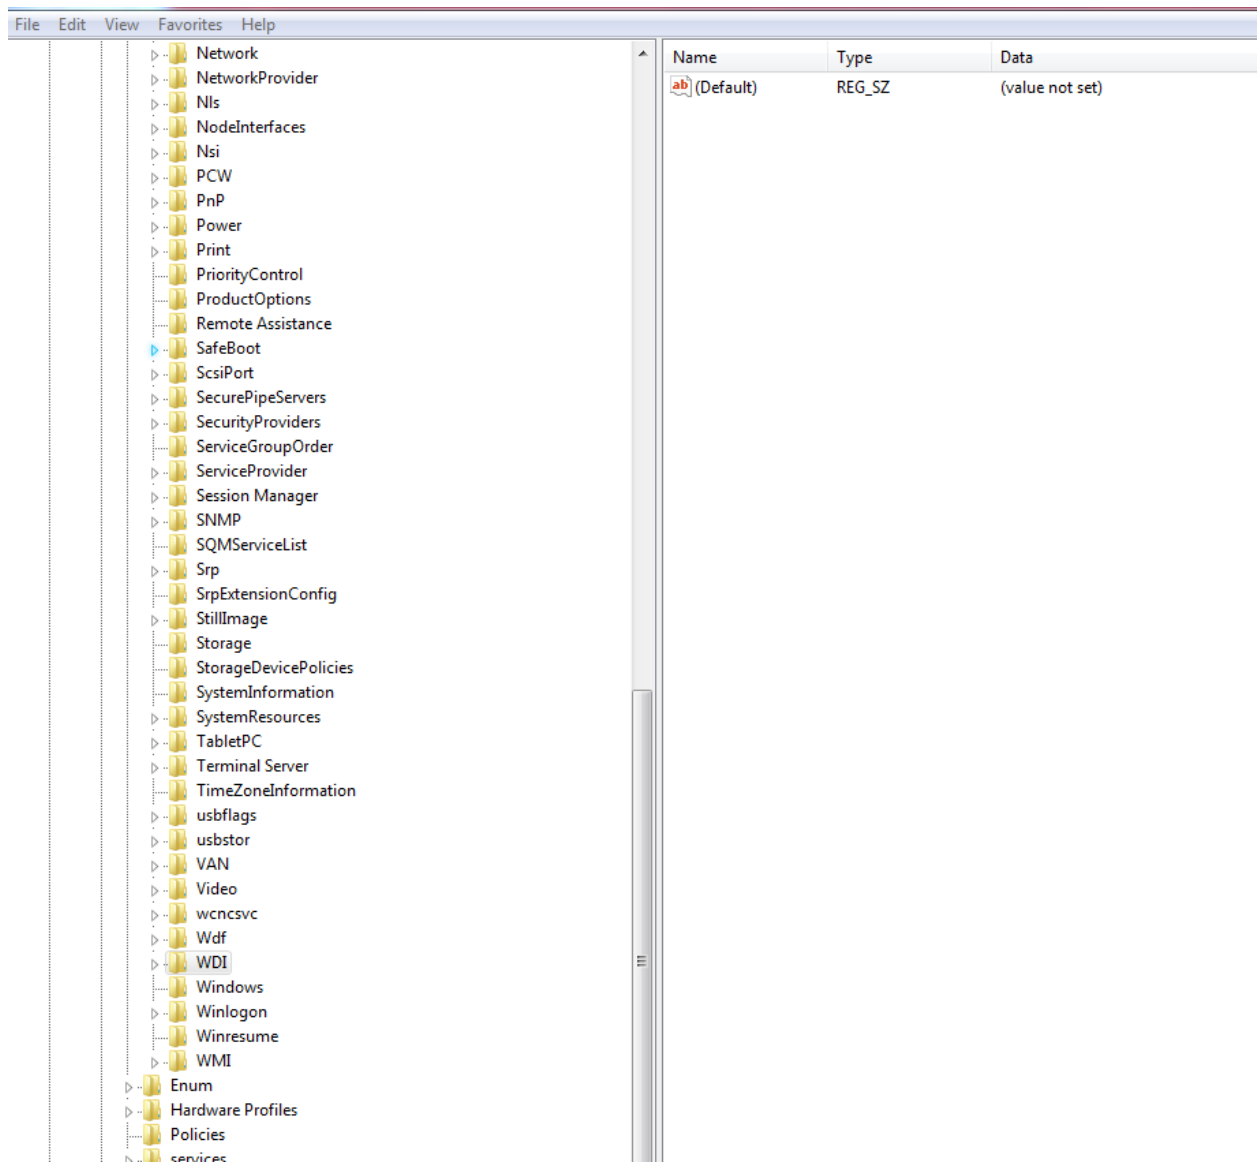 File Edit View Favorites Help
Network
NetworkProvider
Nls
NodeInterfaces
Nsi
PCW
PnP
Power
Print
PriorityControl
ProductOptions
Remote Assistance
SafeBoot
ScsiPort
SecurePipeServers
SecurityProviders
ServiceGroupOrder
ServiceProvider
Session Manager
SNMP
SQMServiceList
Srp
SrpExtensionConfig
StillImage
Storage
StorageDevicePolicies
SystemInformation
SystemResources
TabletPC
Terminal Server
TimeZoneInformation
usbflags
usbstor
VAN
Video
wcncsvc
Wdf
WDI
Windows
Winlogon
Winresume
WMI
Enum
Hardware Profiles
Policies
services
Name Type Data
ab (Default) REG_SZ (value not set)